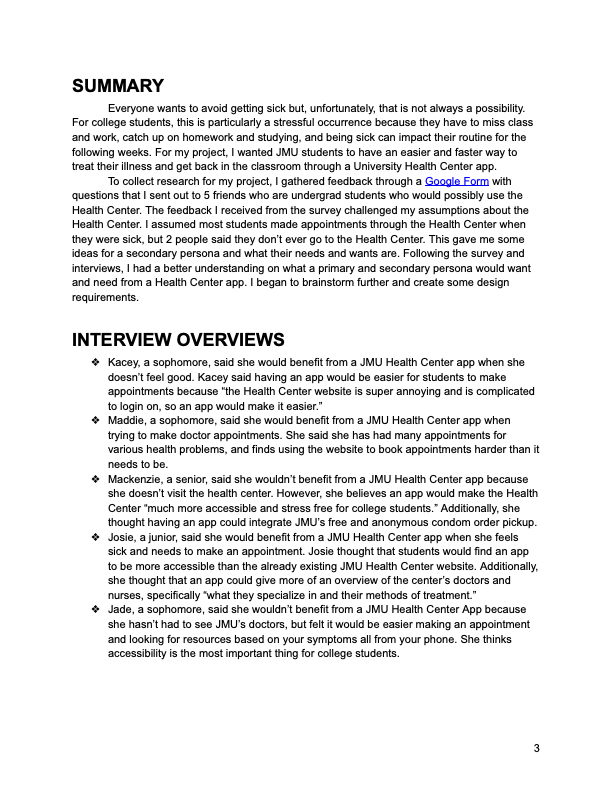 SUMMARY
Everyone wants to avoid getting sick but, unfortunately, that is not always a possibility.
For college students, this is particularly a stressful occurrence because they have to miss class
and work, catch up on homework and studying, and being sick can impact their routine for the
following weeks. For my project, I wanted JMU students to have an easier and faster way to
treat their illness and get back in the classroom through a University Health Center app.
To collect research for my project, I gathered feedback through a Google Form with
questions that I sent out to 5 friends who are undergrad students who would possibly use the
Health Center. The feedback I received from the survey challenged my assumptions about the
Health Center. I assumed most students made appointments through the Health Center when
they were sick, but 2 people said they don’t ever go to the Health Center. This gave me some
ideas for a secondary persona and what their needs and wants are. Following the survey and
interviews, I had a better understanding on what a primary and secondary persona would want
and need from a Health Center app. I began to brainstorm further and create some design
requirements.
INTERVIEW OVERVIEWS
❖ Kacey, a sophomore, said she would benefit from a JMU Health Center app when she
doesn’t feel good. Kacey said having an app would be easier for students to make
appointments because “the Health Center website is super annoying and is complicated
to login on, so an app would make it easier.”
❖ Maddie, a sophomore, said she would benefit from a JMU Health Center app when
trying to make doctor appointments. She said she has had many appointments for
various health problems, and finds using the website to book appointments harder than it
needs to be.
❖ Mackenzie, a senior, said she wouldn’t benefit from a JMU Health Center app because
she doesn’t visit the health center. However, she believes an app would make the Health
Center “much more accessible and stress free for college students.” Additionally, she
thought having an app could integrate JMU’s free and anonymous condom order pickup.
❖ Josie, a junior, said she would benefit from a JMU Health Center app when she feels
sick and needs to make an appointment. Josie thought that students would find an app
to be more accessible than the already existing JMU Health Center website. Additionally,
she thought that an app could give more of an overview of the center’s doctors and
nurses, specifically “what they specialize in and their methods of treatment.”
❖ Jade, a sophomore, said she wouldn’t benefit from a JMU Health Center App because
she hasn’t had to see JMU’s doctors, but felt it would be easier making an appointment
and looking for resources based on your symptoms all from your phone. She thinks
accessibility is the most important thing for college students.
3